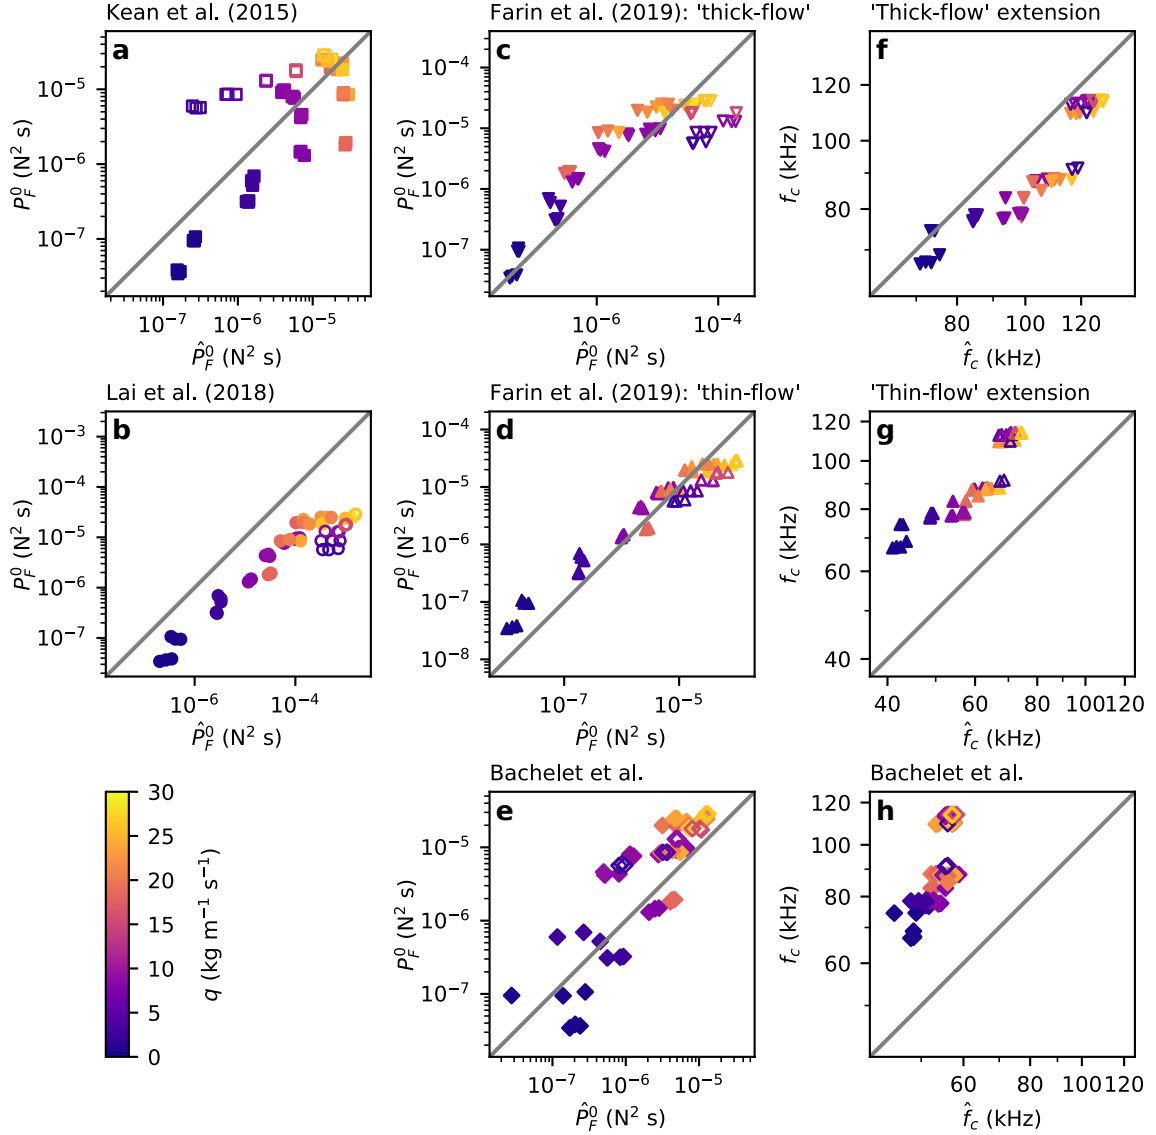 Kean et al. (2015)
a
10⁻⁵
10⁻⁶
10⁻⁷
P_F^0 (N² s)
10⁻⁷ 10⁻⁶ 10⁻⁵
P̂_F^0 (N² s)
Farin et al. (2019): 'thick-flow'
c
10⁻⁴
10⁻⁵
10⁻⁶
10⁻⁷
P_F^0 (N² s)
10⁻⁶ 10⁻⁴
P̂_F^0 (N² s)
'Thick-flow' extension
f
120
100
80
f_c (kHz)
80 100 120
f̂_c (kHz)
Lai et al. (2018)
b
10⁻³
10⁻⁴
10⁻⁵
10⁻⁶
10⁻⁷
P_F^0 (N² s)
10⁻⁶ 10⁻⁴
P̂_F^0 (N² s)
Farin et al. (2019): 'thin-flow'
d
10⁻⁴
10⁻⁵
10⁻⁶
10⁻⁷
10⁻⁸
P_F^0 (N² s)
10⁻⁷ 10⁻⁵
P̂_F^0 (N² s)
'Thin-flow' extension
g
120
100
80
60
40
f_c (kHz)
40 60 80 100 120
f̂_c (kHz)
30
25
20
15
10
5
0
q (kg m⁻¹ s⁻¹)
Bachelet et al.
e
10⁻⁵
10⁻⁶
10⁻⁷
P_F^0 (N² s)
10⁻⁷ 10⁻⁶ 10⁻⁵
P̂_F^0 (N² s)
Bachelet et al.
h
120
100
80
60
f_c (kHz)
60 80 100 120
f̂_c (kHz)